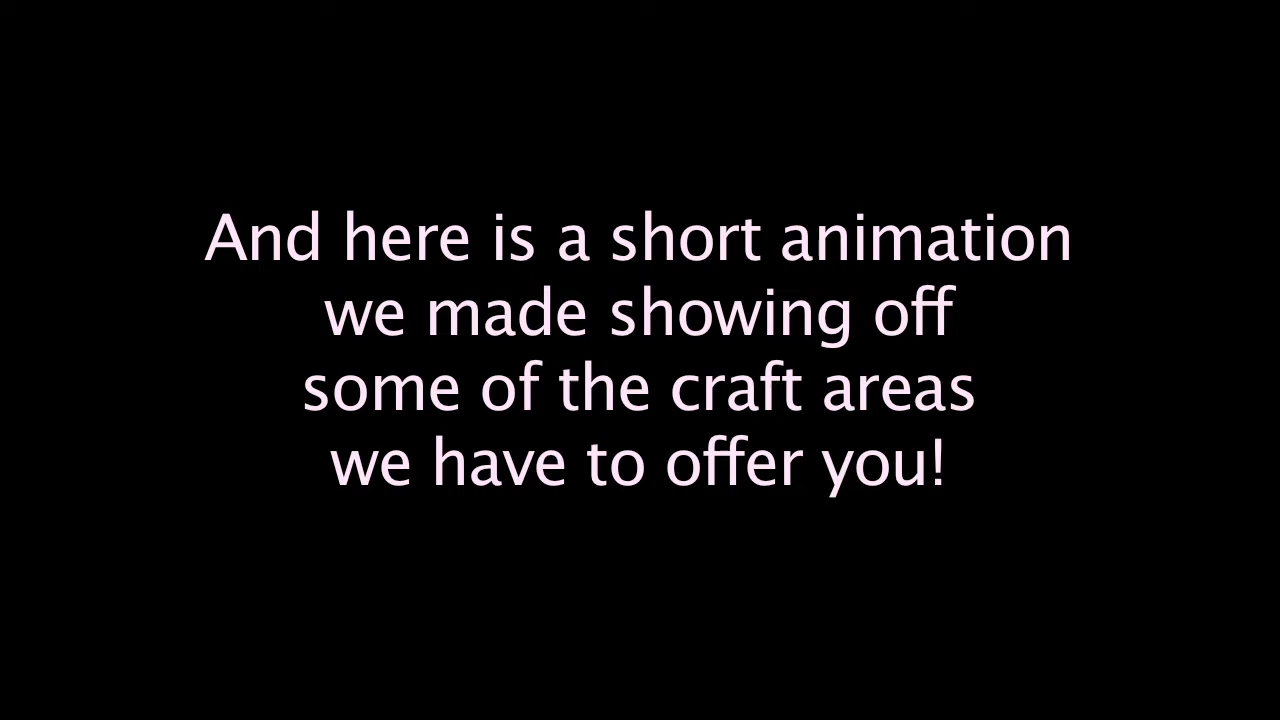 And here is a short animation
we made showing off
some of the craft areas
we have to offer you!